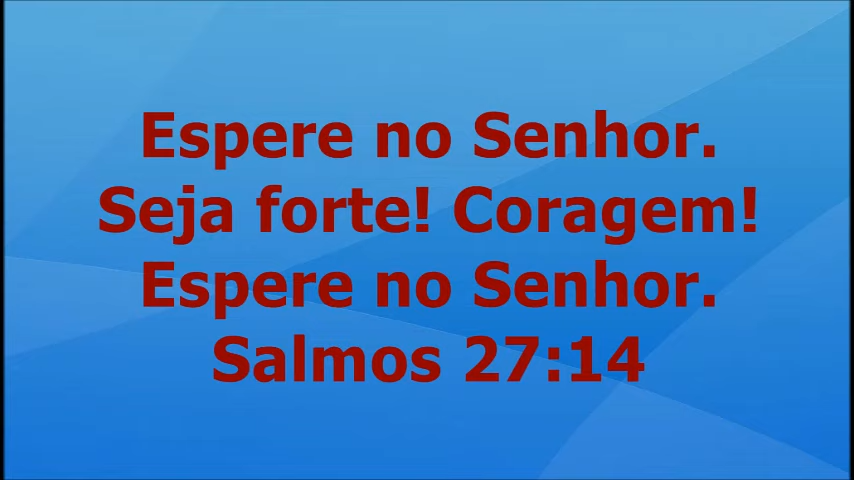 Espere no Senhor.
Seja forte! Coragem!
Espere no Senhor.
Salmos 27:14